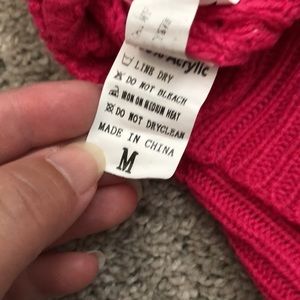 Acrylic
LINE DRY
DO NOT BLEACH
IRON ON MEDIUM HEAT
DO NOT DRYCLEAN
MADE IN CHINA
M